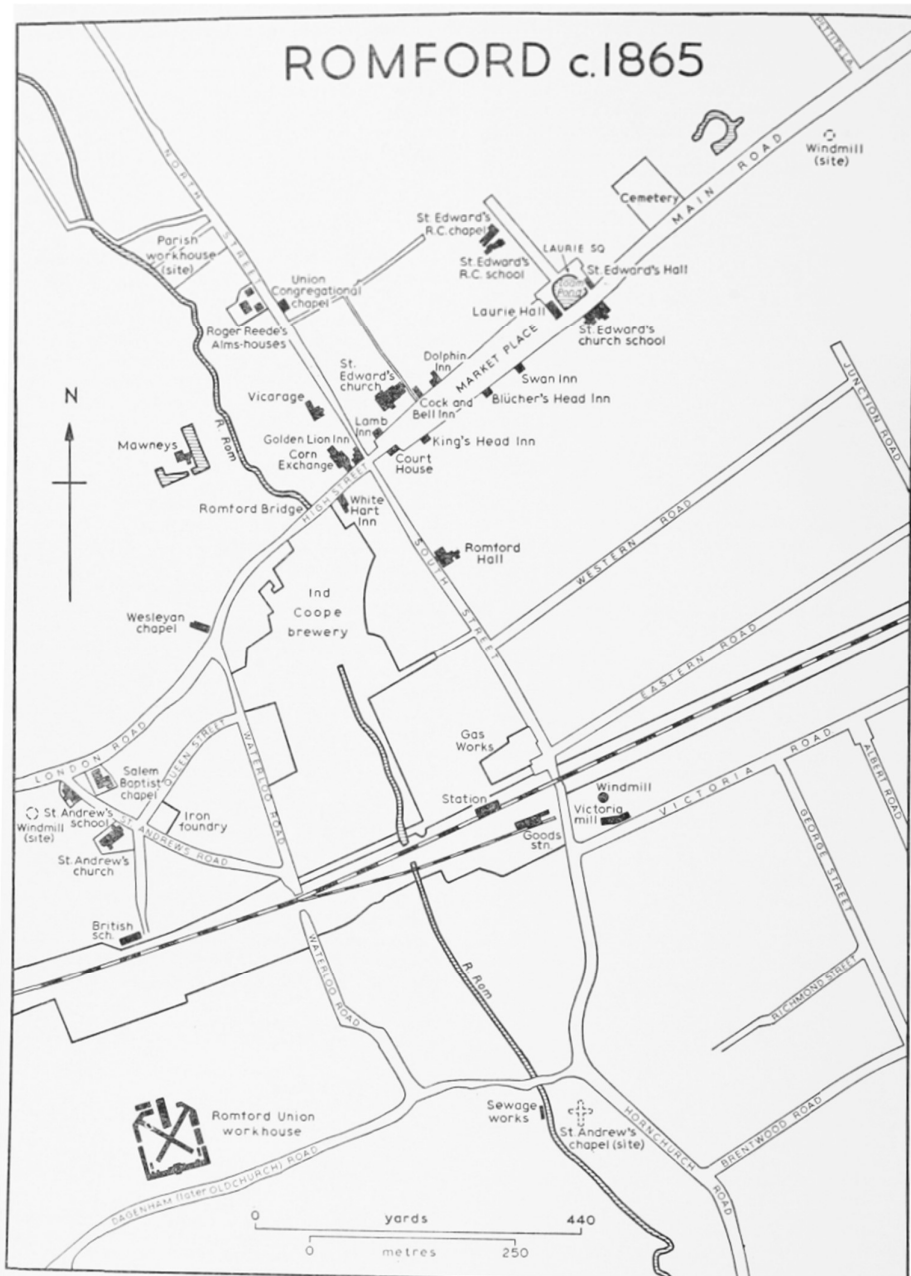 ROMFORD c.1865
PETTITS LA.
NORTH STREET
MAIN ROAD
Windmill
(site)
Cemetery
St. Edward's
R.C. chapel
St. Edward's
R.C. school
LAURIE SQ
St. Edward's Hall
Loam
Pond
Laurie Hall
St. Edward's
church school
Parish
workhouse
(site)
Union
Congregational
chapel
Roger Reede's
Alms-houses
MARKET PLACE
Dolphin
Inn
St.
Edward's
church
Swan Inn
Blücher's Head Inn
Cock and
Bell Inn
JUNCTION ROAD
N
Vicarage
Lamb
Inn
King's Head Inn
Court
House
Golden Lion Inn
Corn
Exchange
Mawneys
R. Rom
Romford Bridge
HIGH STREET
White
Hart
Inn
Romford
Hall
SOUTH STREET
WESTERN ROAD
Ind
Coope
brewery
Wesleyan
chapel
EASTERN ROAD
LONDON ROAD
QUEEN STREET
WATERLOO ROAD
Gas
Works
Salem
Baptist
chapel
St Andrew's
school
Windmill
(site)
Iron
foundry
ST ANDREWS ROAD
St. Andrew's
church
Station
Goods
stn.
Windmill
Victoria
mill
VICTORIA ROAD
ALBERT ROAD
GEORGE STREET
British
sch.
WATERLOO ROAD
R. Rom
RICHMOND STREET
Romford Union
workhouse
Sewage
works
St. Andrew's
chapel (site)
HORNCHURCH ROAD
BRENTWOOD ROAD
DAGENHAM (later OLDCHURCH) ROAD
0 yards 440
0 metres 250